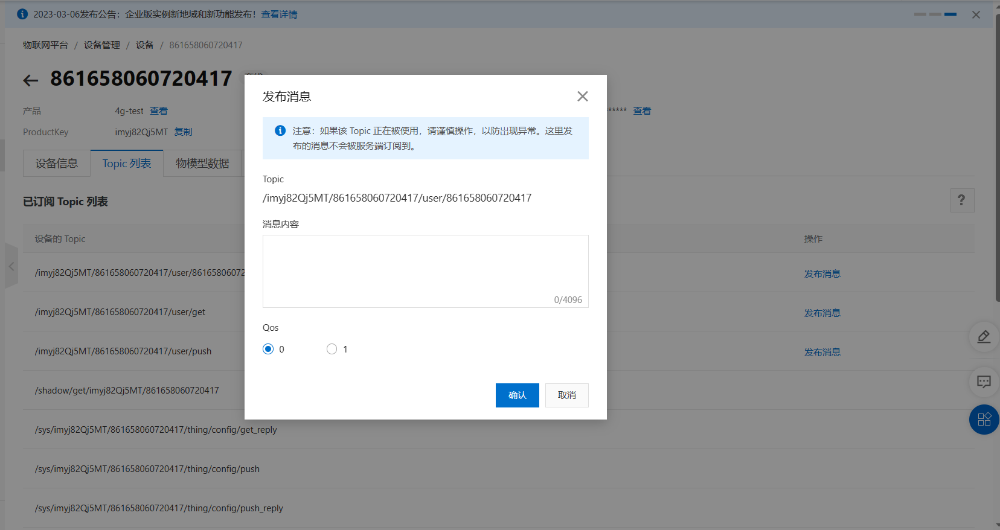 2023-03-06发布公告：企业版实例新地域和新功能发布！查看详情
物联网平台 / 设备管理 / 设备 / 861658060720417
861658060720417
产品 4g-test 查看
****** 查看
ProductKey imyj82Qj5MT 复制
设备信息 Topic 列表 物模型数据
已订阅 Topic 列表
?
设备的 Topic 操作
/imyj82Qj5MT/861658060720417/user/86165806072 发布消息
/imyj82Qj5MT/861658060720417/user/get 发布消息
/imyj82Qj5MT/861658060720417/user/push 发布消息
/shadow/get/imyj82Qj5MT/861658060720417
/sys/imyj82Qj5MT/861658060720417/thing/config/get_reply
/sys/imyj82Qj5MT/861658060720417/thing/config/push
/sys/imyj82Qj5MT/861658060720417/thing/config/push_reply
发布消息
注意：如果该 Topic 正在被使用，请谨慎操作，以防出现异常。这里发
布的消息不会被服务端订阅到。
Topic
/imyj82Qj5MT/861658060720417/user/861658060720417
消息内容
0/4096
Qos
0 1
确认 取消